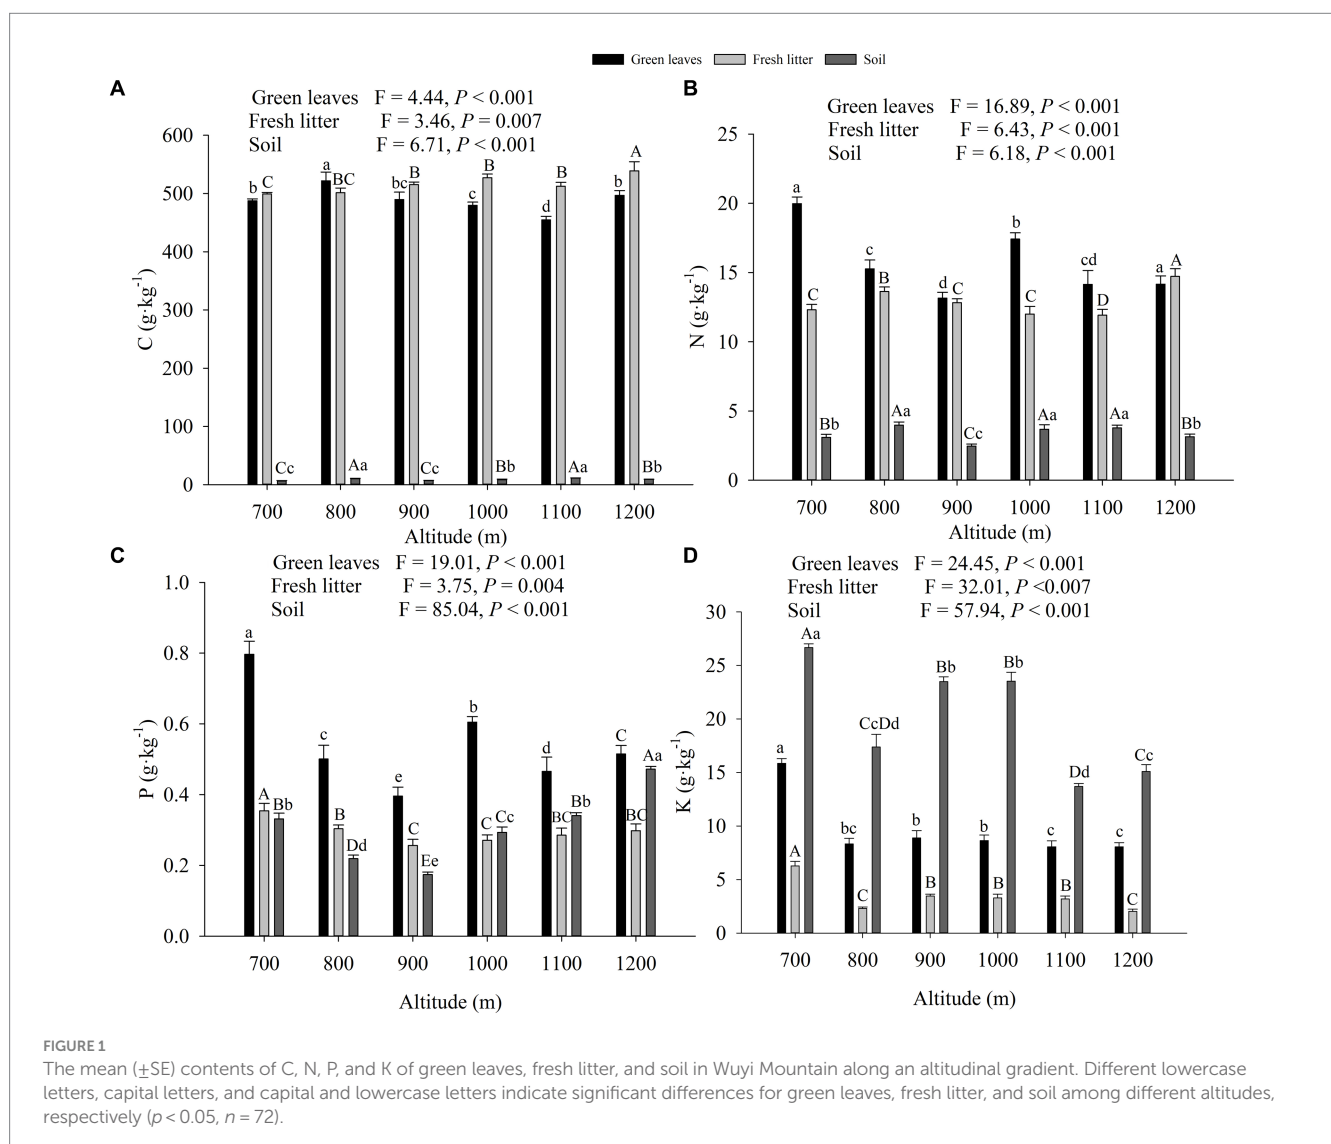 Green leaves Fresh litter Soil
A
Green leaves F = 4.44, P < 0.001
Fresh litter F = 3.46, P = 0.007
Soil F = 6.71, P < 0.001
600
500
400
300
200
100
0
C (g·kg-1)
b C Cc
a BC Aa
bc B Cc
c B Bb
d B Aa
b A Bb
700 800 900 1000 1100 1200
Altitude (m)
B
Green leaves F = 16.89, P < 0.001
Fresh litter F = 6.43, P < 0.001
Soil F = 6.18, P < 0.001
25
20
15
10
5
0
N (g·kg-1)
a C Bb
c B Aa
d C Cc
b C Aa
cd D Aa
a A Bb
700 800 900 1000 1100 1200
Altitude (m)
C
Green leaves F = 19.01, P < 0.001
Fresh litter F = 3.75, P = 0.004
Soil F = 85.04, P < 0.001
1.0
0.8
0.6
0.4
0.2
0.0
P (g·kg-1)
a A Bb
c B Dd
e C Ee
b C Cc
d BC Bb
C BC Aa
700 800 900 1000 1100 1200
Altitude (m)
D
Green leaves F = 24.45, P < 0.001
Fresh litter F = 32.01, P <0.007
Soil F = 57.94, P < 0.001
30
25
20
15
10
5
0
K (g·kg-1)
a A Aa
bc C CcDd
b B Bb
b B Bb
c B Dd
c C Cc
700 800 900 1000 1100 1200
Altitude (m)
FIGURE 1
The mean (±SE) contents of C, N, P, and K of green leaves, fresh litter, and soil in Wuyi Mountain along an altitudinal gradient. Different lowercase
letters, capital letters, and capital and lowercase letters indicate significant differences for green leaves, fresh litter, and soil among different altitudes,
respectively (p < 0.05, n = 72).